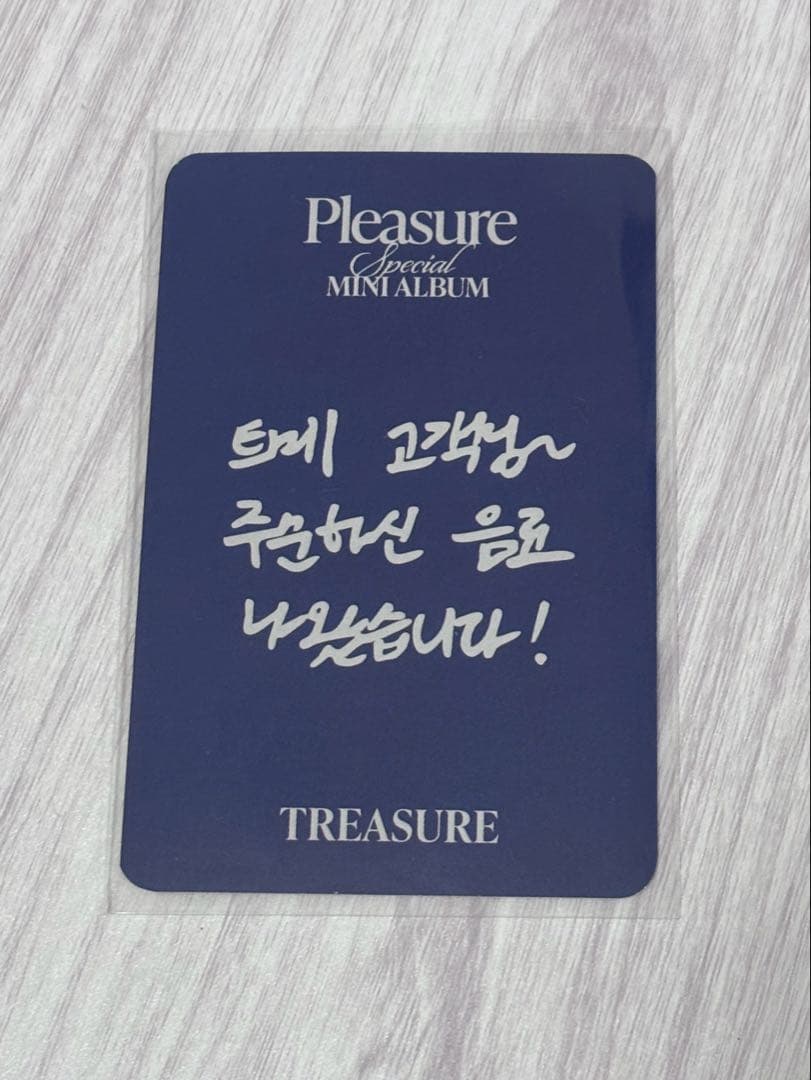 Pleasure
Special
MINI ALBUM
트메 고객님~
주문하신 음료
나왔습니다!
TREASURE